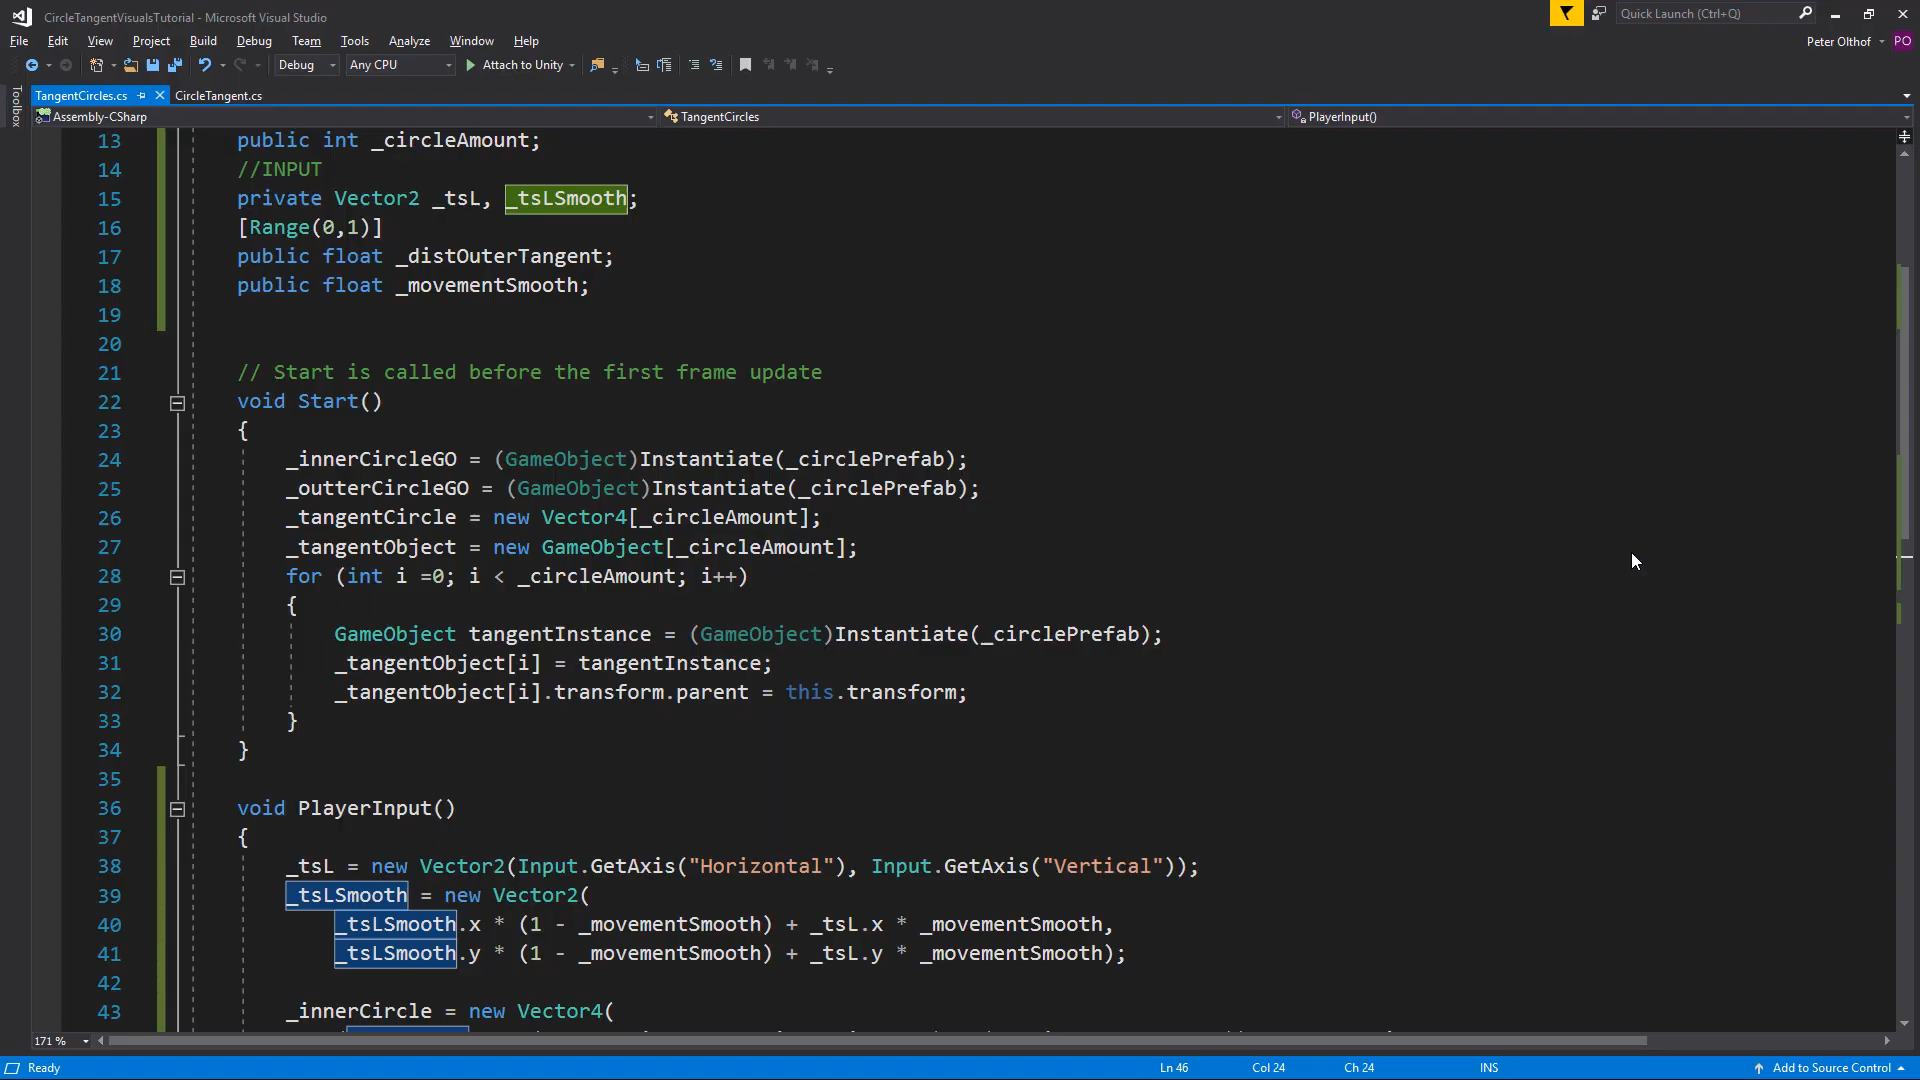 CircleTangentVisualsTutorial - Microsoft Visual Studio
Quick Launch (Ctrl+Q)
File Edit View Project Build Debug Team Tools Analyze Window Help
Peter Olthof PO
Debug Any CPU Attach to Unity
Toolbox
TangentCircles.cs CircleTangent.cs
Assembly-CSharp TangentCircles PlayerInput()
13 public int _circleAmount;
14 //INPUT
15 private Vector2 _tsL, _tsLSmooth;
16 [Range(0,1)]
17 public float _distOuterTangent;
18 public float _movementSmooth;
19
20
21 // Start is called before the first frame update
22 void Start()
23 {
24 _innerCircleGO = (GameObject)Instantiate(_circlePrefab);
25 _outterCircleGO = (GameObject)Instantiate(_circlePrefab);
26 _tangentCircle = new Vector4[_circleAmount];
27 _tangentObject = new GameObject[_circleAmount];
28 for (int i =0; i < _circleAmount; i++)
29 {
30 GameObject tangentInstance = (GameObject)Instantiate(_circlePrefab);
31 _tangentObject[i] = tangentInstance;
32 _tangentObject[i].transform.parent = this.transform;
33 }
34 }
35
36 void PlayerInput()
37 {
38 _tsL = new Vector2(Input.GetAxis("Horizontal"), Input.GetAxis("Vertical"));
39 _tsLSmooth = new Vector2(
40 _tsLSmooth.x * (1 - _movementSmooth) + _tsL.x * _movementSmooth,
41 _tsLSmooth.y * (1 - _movementSmooth) + _tsL.y * _movementSmooth);
42
43 _innerCircle = new Vector4(
171 %
Ready Ln 46 Col 24 Ch 24 INS Add to Source Control